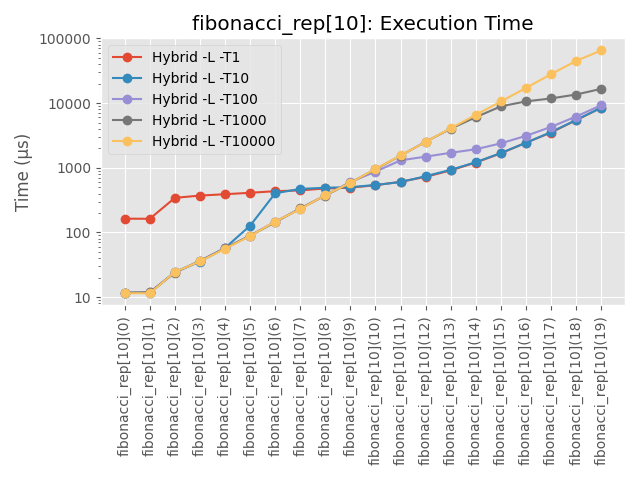 fibonacci_rep[10]: Execution Time
Time (µs)
100000
10000
1000
100
10
Hybrid -L -T1
Hybrid -L -T10
Hybrid -L -T100
Hybrid -L -T1000
Hybrid -L -T10000
fibonacci_rep[10](0)
fibonacci_rep[10](1)
fibonacci_rep[10](2)
fibonacci_rep[10](3)
fibonacci_rep[10](4)
fibonacci_rep[10](5)
fibonacci_rep[10](6)
fibonacci_rep[10](7)
fibonacci_rep[10](8)
fibonacci_rep[10](9)
fibonacci_rep[10](10)
fibonacci_rep[10](11)
fibonacci_rep[10](12)
fibonacci_rep[10](13)
fibonacci_rep[10](14)
fibonacci_rep[10](15)
fibonacci_rep[10](16)
fibonacci_rep[10](17)
fibonacci_rep[10](18)
fibonacci_rep[10](19)